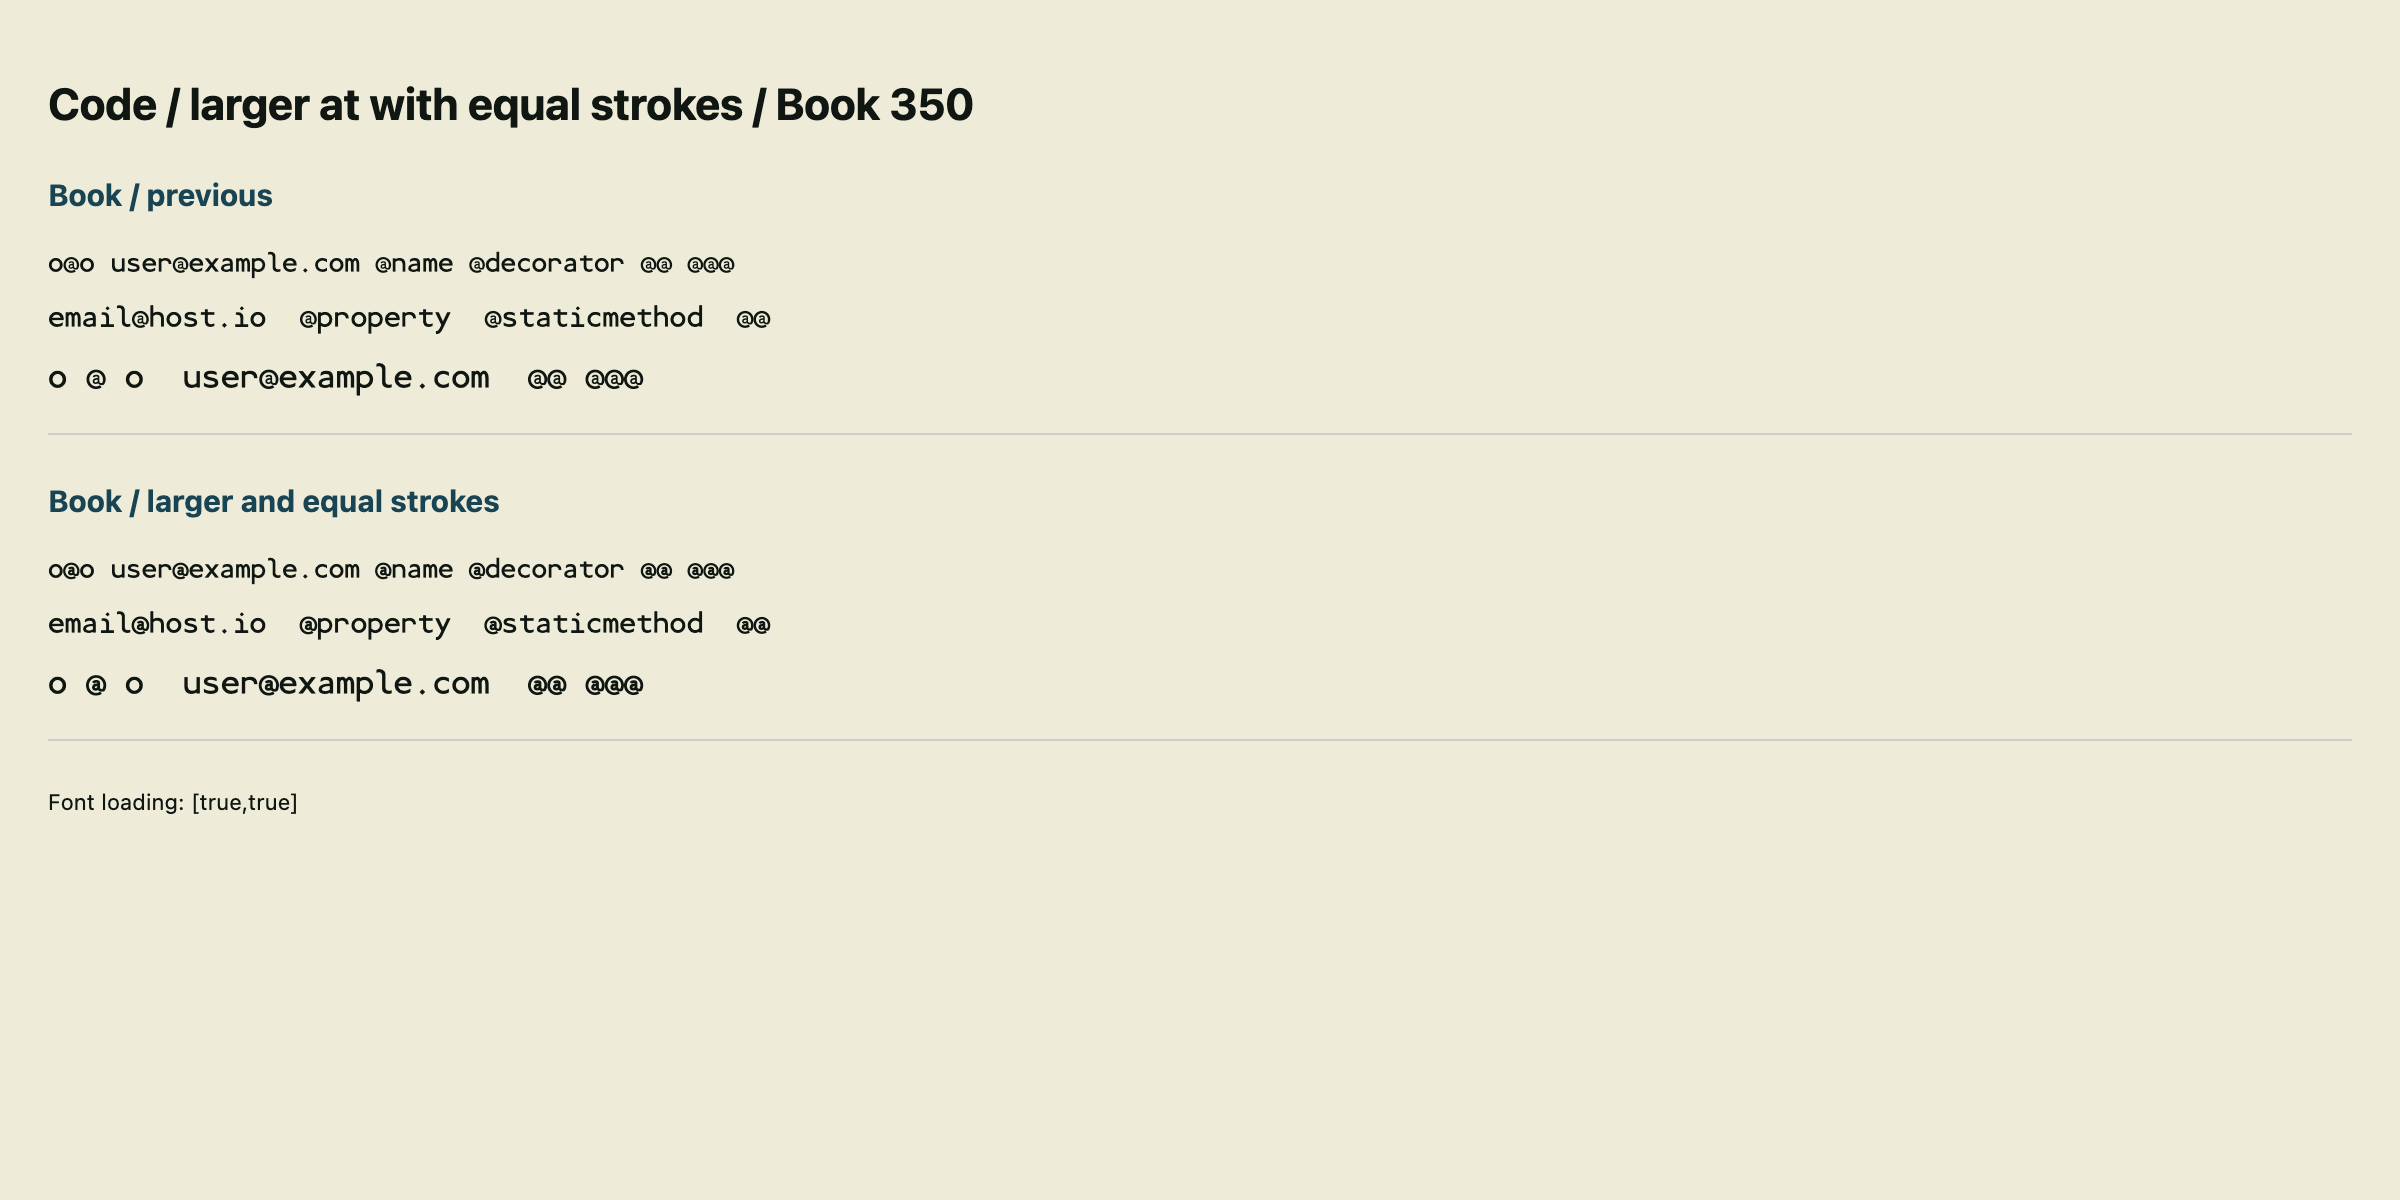 Code / larger at with equal strokes / Book 350
Book / previous
o@o user@example.com @name @decorator @@ @@@
email@host.io  @property  @staticmethod  @@
o @ o  user@example.com  @@ @@@
Book / larger and equal strokes
o@o user@example.com @name @decorator @@ @@@
email@host.io  @property  @staticmethod  @@
o @ o  user@example.com  @@ @@@
Font loading: [true,true]